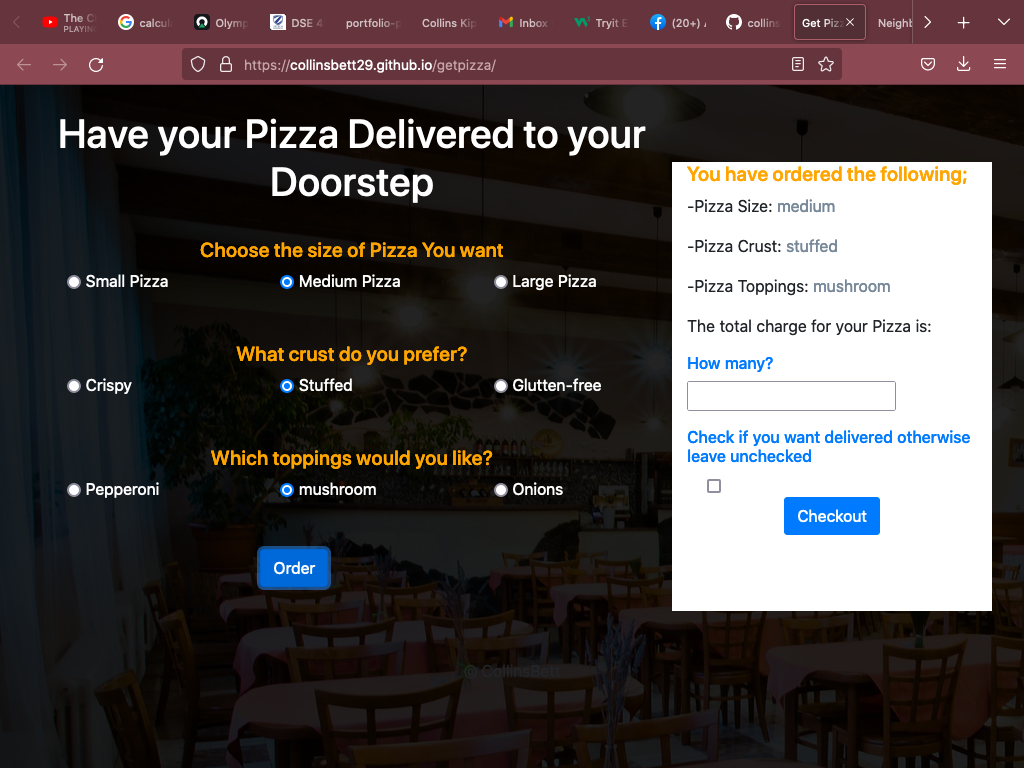 The C
PLAYIN
calcul
Olymp
DSE 4
portfolio-p
Collins Kip
Inbox
Tryit E
(20+)
collins
Get Pizz
Neighb
https://collinsbett29.github.io/getpizza/
Have your Pizza Delivered to your
Doorstep
Choose the size of Pizza You want
Small Pizza
Medium Pizza
Large Pizza
What crust do you prefer?
Crispy
Stuffed
Glutten-free
Which toppings would you like?
Pepperoni
mushroom
Onions
Order
You have ordered the following;
-Pizza Size: medium
-Pizza Crust: stuffed
-Pizza Toppings: mushroom
The total charge for your Pizza is:
How many?
Check if you want delivered otherwise
leave unchecked
Checkout
@ CollinsBett